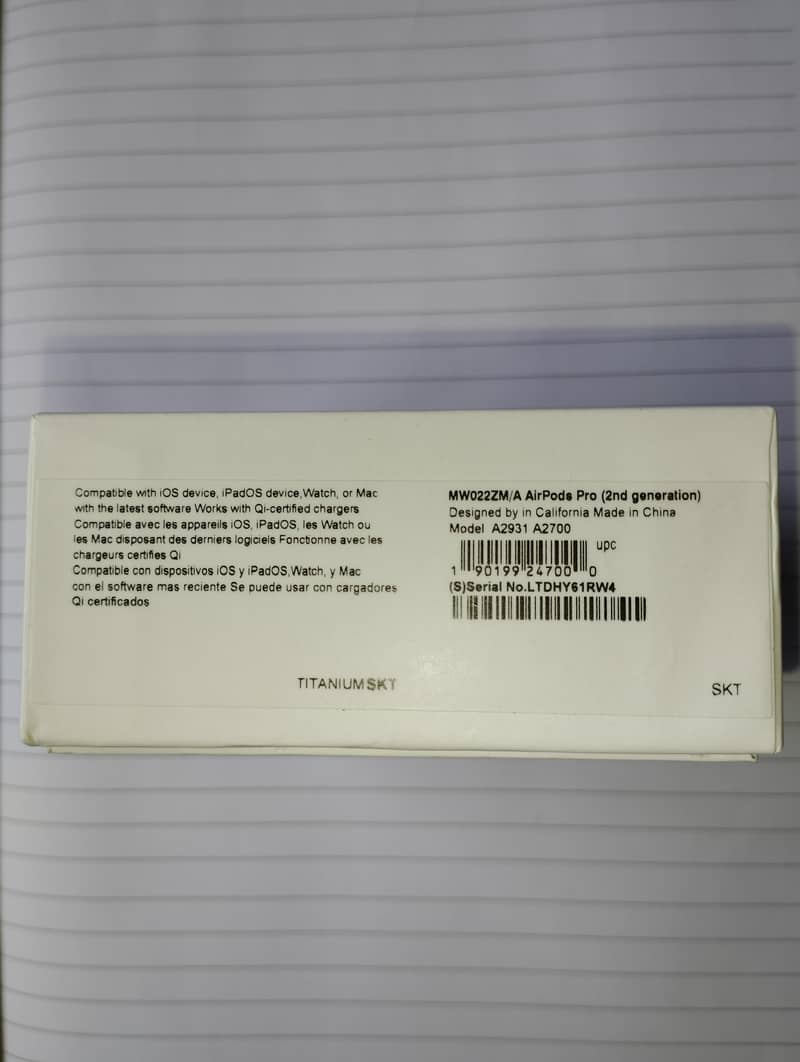 Compatible with iOS device, iPadOS device,Watch, or Mac
with the latest software Works with Qi-certified chargers
Compatible avec les appareils iOS, iPadOS, les Watch ou
les Mac disposant des derniers logiciels Fonctionne avec les
chargeurs certifies Qi
Compatible con dispositivos iOS y iPadOS,Watch, y Mac
con el software mas reciente Se puede usar con cargadores
Qi certificados
MW022ZM/A AirPods Pro (2nd generation)
Designed by in California Made in China
Model A2931 A2700
upc
1 90199 24700 0
(S)Serial No.LTDHY61RW4
TITANIUMSKT
SKT